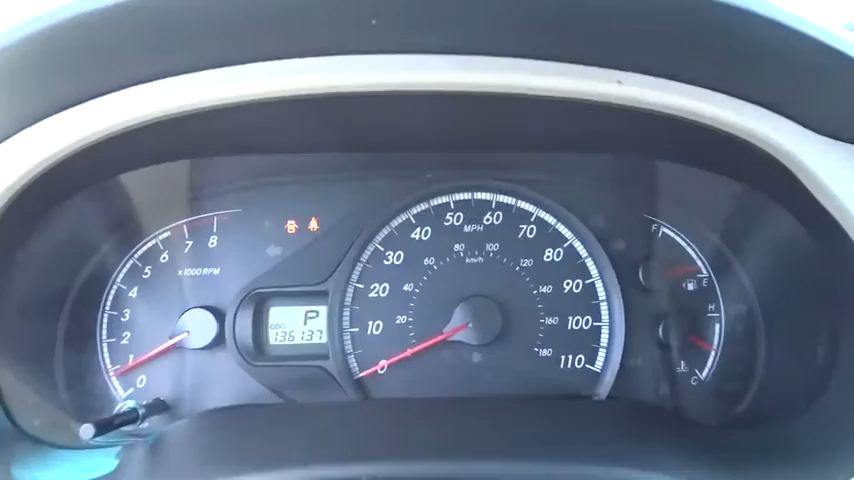 0 1 2 3 4 5 6 7 8
×1000 RPM
P
ODO
136137
0 10 20 30 40 50 60 70 80 90 100 110
MPH
20 40 60 80 100 120 140 160 180
km/h
F
E
H
C